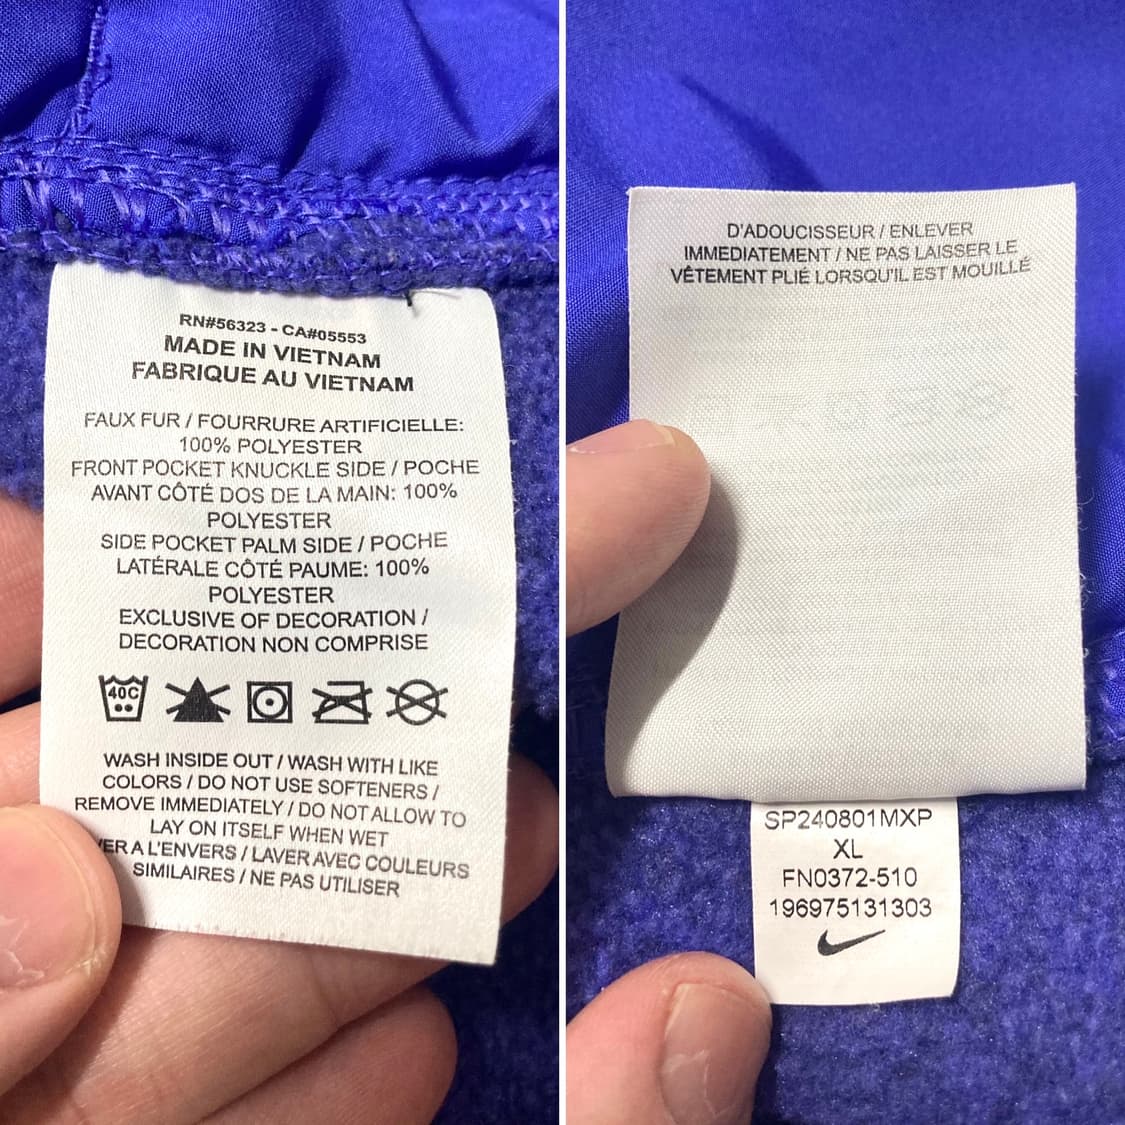 RN#56323 - CA#05553
MADE IN VIETNAM
FABRIQUE AU VIETNAM
FAUX FUR / FOURRURE ARTIFICIELLE:
100% POLYESTER
FRONT POCKET KNUCKLE SIDE / POCHE
AVANT CÔTÉ DOS DE LA MAIN: 100%
POLYESTER
SIDE POCKET PALM SIDE / POCHE
LATÉRALE CÔTÉ PAUME: 100%
POLYESTER
EXCLUSIVE OF DECORATION /
DECORATION NON COMPRISE
40C
WASH INSIDE OUT / WASH WITH LIKE
COLORS / DO NOT USE SOFTENERS /
REMOVE IMMEDIATELY / DO NOT ALLOW TO
LAY ON ITSELF WHEN WET
VER A L'ENVERS / LAVER AVEC COULEURS
SIMILAIRES / NE PAS UTILISER
D'ADOUCISSEUR / ENLEVER
IMMEDIATEMENT / NE PAS LAISSER LE
VÊTEMENT PLIÉ LORSQU'IL EST MOUILLÉ
SP240801MXP
XL
FN0372-510
196975131303